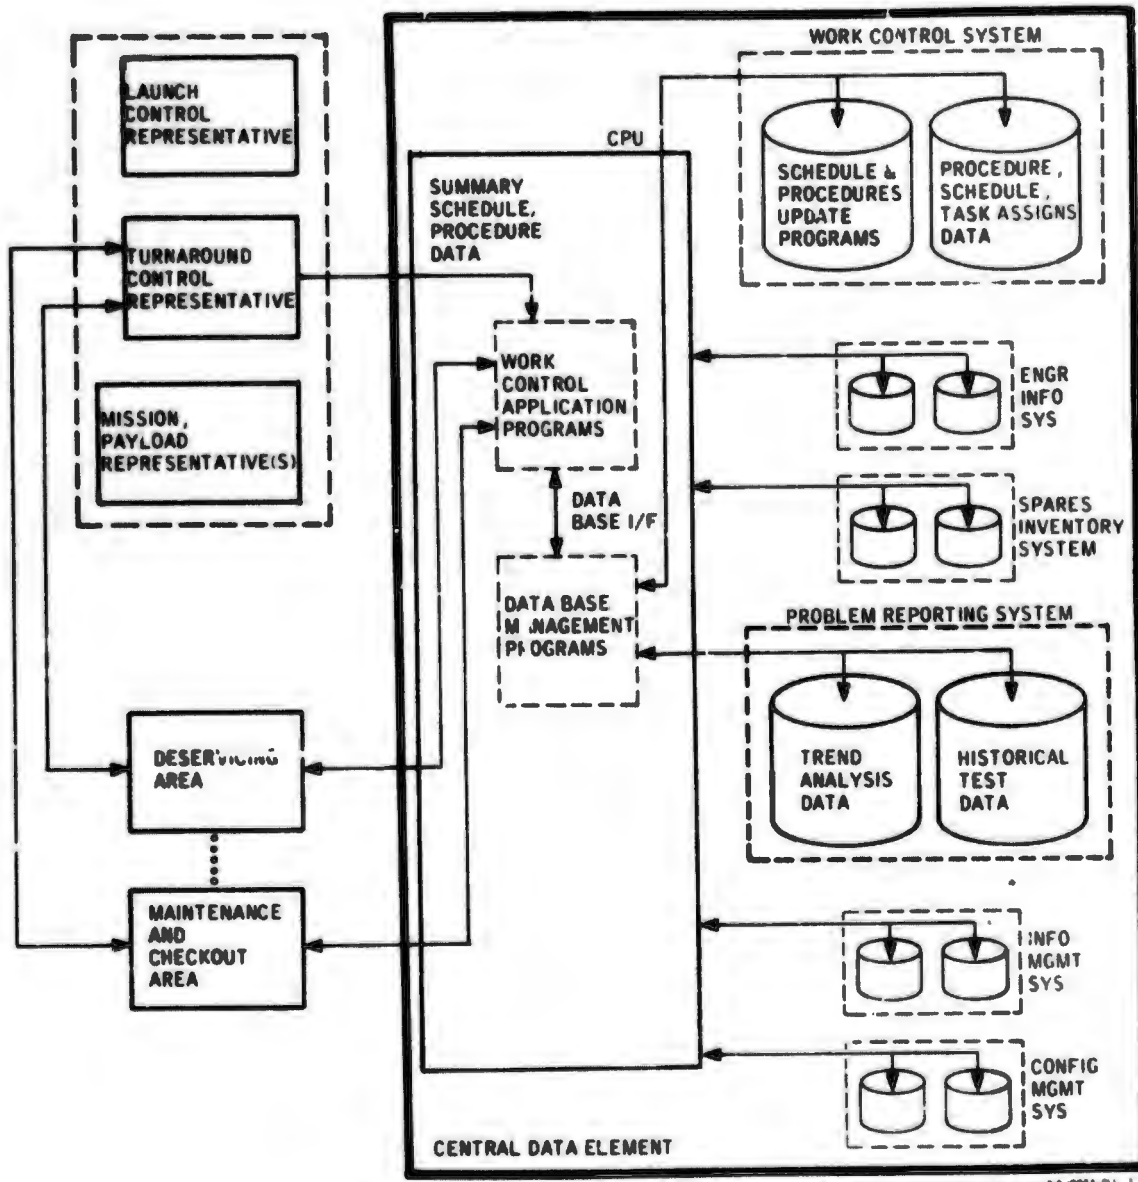 LAUNCH
CONTROL
REPRESENTATIVE
TURNAROUND
CONTROL
REPRESENTATIVE
MISSION,
PAYLOAD
REPRESENTATIVE(S)
DESERVICING
AREA
MAINTENANCE
AND
CHECKOUT
AREA
CPU
SUMMARY
SCHEDULE,
PROCEDURE
DATA
WORK
CONTROL
APPLICATION
PROGRAMS
DATA
BASE I/F
DATA BASE
MANAGEMENT
PROGRAMS
CENTRAL DATA ELEMENT
WORK CONTROL SYSTEM
SCHEDULE &
PROCEDURES
UPDATE
PROGRAMS
PROCEDURE,
SCHEDULE,
TASK ASSIGNS
DATA
ENGR
INFO
SYS
SPARES
INVENTORY
SYSTEM
PROBLEM REPORTING SYSTEM
TREND
ANALYSIS
DATA
HISTORICAL
TEST
DATA
INFO
MGMT
SYS
CONFIG
MGMT
SYS